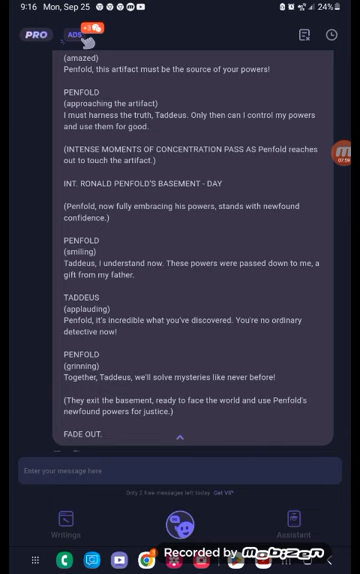 9:16 Mon, Sep 25
24%
PRO
ADS
+3
(amazed)
Penfold, this artifact must be the source of your powers!
PENFOLD
(approaching the artifact)
I must harness the truth, Taddeus. Only then can I control my powers
and use them for good.
(INTENSE MOMENTS OF CONCENTRATION PASS AS Penfold reaches
out to touch the artifact.)
INT. RONALD PENFOLD'S BASEMENT - DAY
(Penfold, now fully embracing his powers, stands with newfound
confidence.)
PENFOLD
(smiling)
Taddeus, i understand now. These powers were passed down to me, a
gift from my father.
TADDEUS
(applauding)
Penfold, it's incredible what you've discovered. You're no ordinary
detective now!
PENFOLD
(grinning)
Together, Taddeus, we'll solve mysteries like never before!
(They exit the basement, ready to face the world and use Penfold's
newfound powers for justice.)
FADE OUT.
Enter your message here
Only 2 free messages left today. Get VIP
Writings
Assistant
Recorded by mobizen